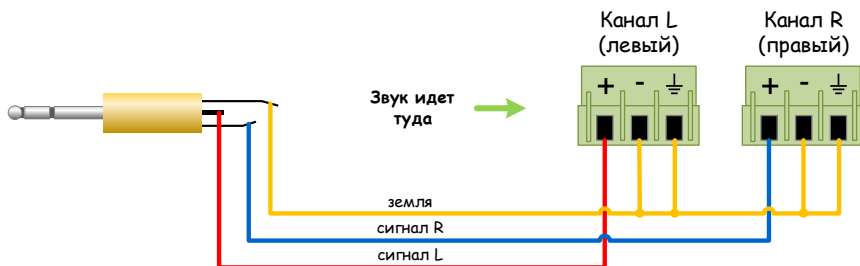 Канал L
(левый)
Канал R
(правый)
+ - ⏚
+ - ⏚
Звук идет
туда
земля
сигнал R
сигнал L